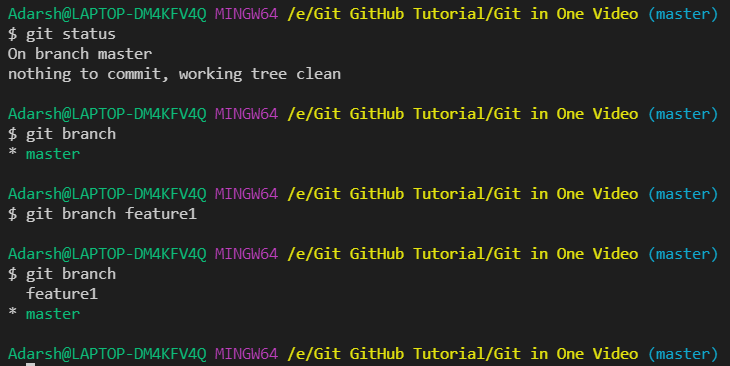 Adarsh@LAPTOP-DM4KFV4Q MINGW64 /e/Git GitHub Tutorial/Git in One Video (master)
$ git status
On branch master
nothing to commit, working tree clean
Adarsh@LAPTOP-DM4KFV4Q MINGW64 /e/Git GitHub Tutorial/Git in One Video (master)
$ git branch
* master
Adarsh@LAPTOP-DM4KFV4Q MINGW64 /e/Git GitHub Tutorial/Git in One Video (master)
$ git branch feature1
Adarsh@LAPTOP-DM4KFV4Q MINGW64 /e/Git GitHub Tutorial/Git in One Video (master)
$ git branch
  feature1
* master
Adarsh@LAPTOP-DM4KFV4Q MINGW64 /e/Git GitHub Tutorial/Git in One Video (master)